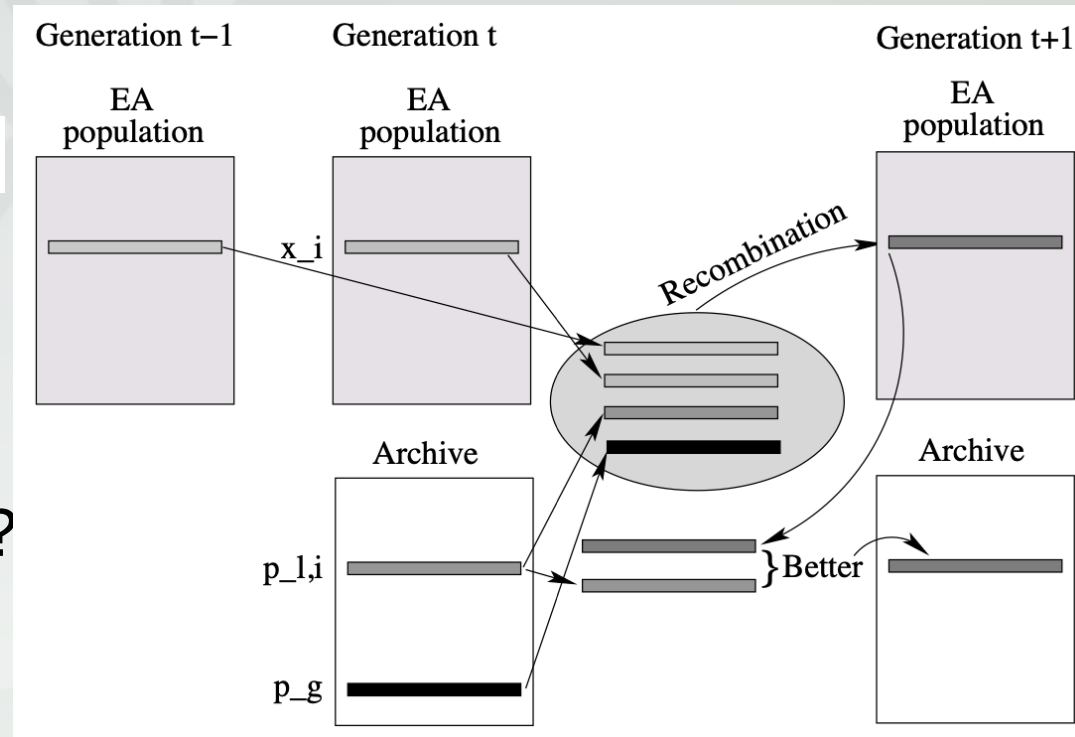 Generation t−1
Generation t
Generation t+1
EA
population
EA
population
EA
population
x_i
Recombination
Archive
Archive
?
p_l,i
}Better
p_g